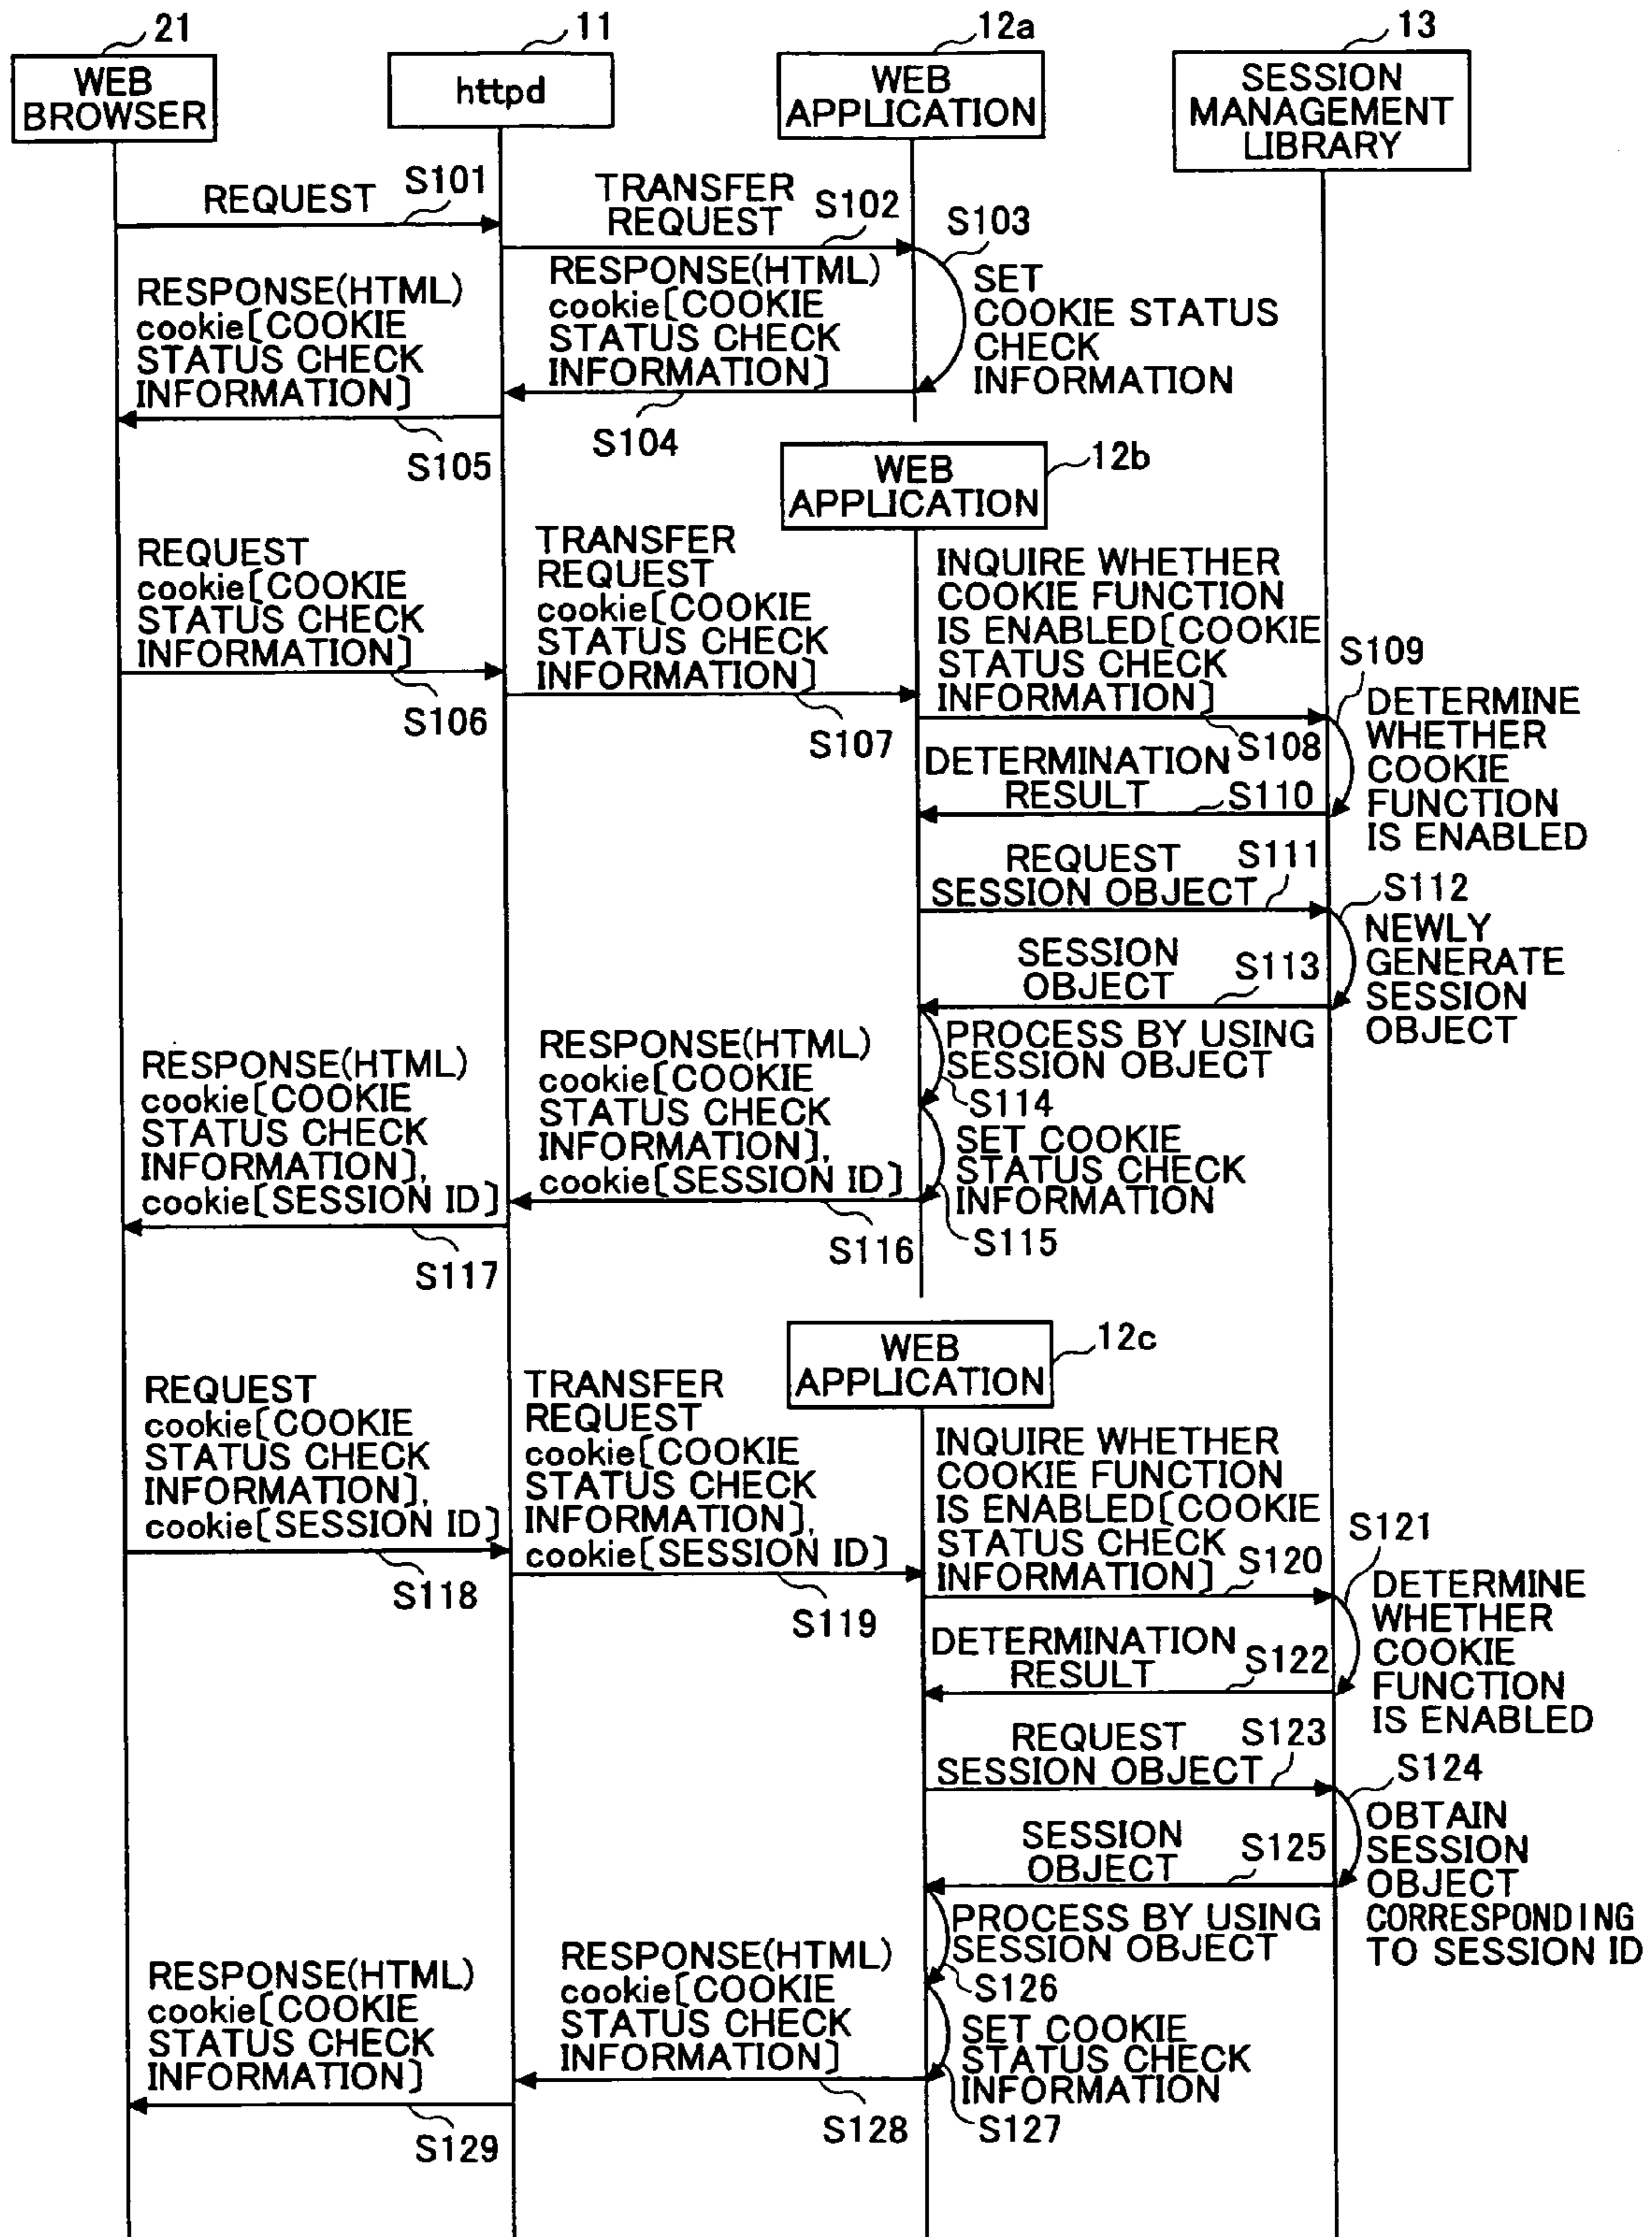 21
WEB
BROWSER
11
httpd
12a
WEB
APPLICATION
13
SESSION
MANAGEMENT
LIBRARY
REQUEST
S101
TRANSFER
REQUEST
S102
S103
SET
COOKIE STATUS
CHECK
INFORMATION
RESPONSE(HTML)
cookie[COOKIE
STATUS CHECK
INFORMATION]
S104
RESPONSE(HTML)
cookie[COOKIE
STATUS CHECK
INFORMATION]
S105
WEB
APPLICATION
12b
REQUEST
cookie[COOKIE
STATUS CHECK
INFORMATION]
S106
TRANSFER
REQUEST
cookie[COOKIE
STATUS CHECK
INFORMATION]
S107
INQUIRE WHETHER
COOKIE FUNCTION
IS ENABLED[COOKIE
STATUS CHECK
INFORMATION]
S108
S109
DETERMINE
WHETHER
COOKIE
FUNCTION
IS ENABLED
DETERMINATION
RESULT
S110
REQUEST
SESSION OBJECT
S111
S112
NEWLY
GENERATE
SESSION
OBJECT
SESSION
OBJECT
S113
PROCESS BY USING
SESSION OBJECT
S114
SET COOKIE
STATUS CHECK
INFORMATION
S115
RESPONSE(HTML)
cookie[COOKIE
STATUS CHECK
INFORMATION],
cookie[SESSION ID]
S116
RESPONSE(HTML)
cookie[COOKIE
STATUS CHECK
INFORMATION],
cookie[SESSION ID]
S117
WEB
APPLICATION
12c
REQUEST
cookie[COOKIE
STATUS CHECK
INFORMATION],
cookie[SESSION ID]
S118
TRANSFER
REQUEST
cookie[COOKIE
STATUS CHECK
INFORMATION],
cookie[SESSION ID]
S119
INQUIRE WHETHER
COOKIE FUNCTION
IS ENABLED[COOKIE
STATUS CHECK
INFORMATION]
S120
S121
DETERMINE
WHETHER
COOKIE
FUNCTION
IS ENABLED
DETERMINATION
RESULT
S122
REQUEST
SESSION OBJECT
S123
S124
OBTAIN
SESSION
OBJECT
CORRESPONDING
TO SESSION ID
SESSION
OBJECT
S125
PROCESS BY USING
SESSION OBJECT
S126
SET COOKIE
STATUS CHECK
INFORMATION
S127
RESPONSE(HTML)
cookie[COOKIE
STATUS CHECK
INFORMATION]
S128
RESPONSE(HTML)
cookie[COOKIE
STATUS CHECK
INFORMATION]
S129